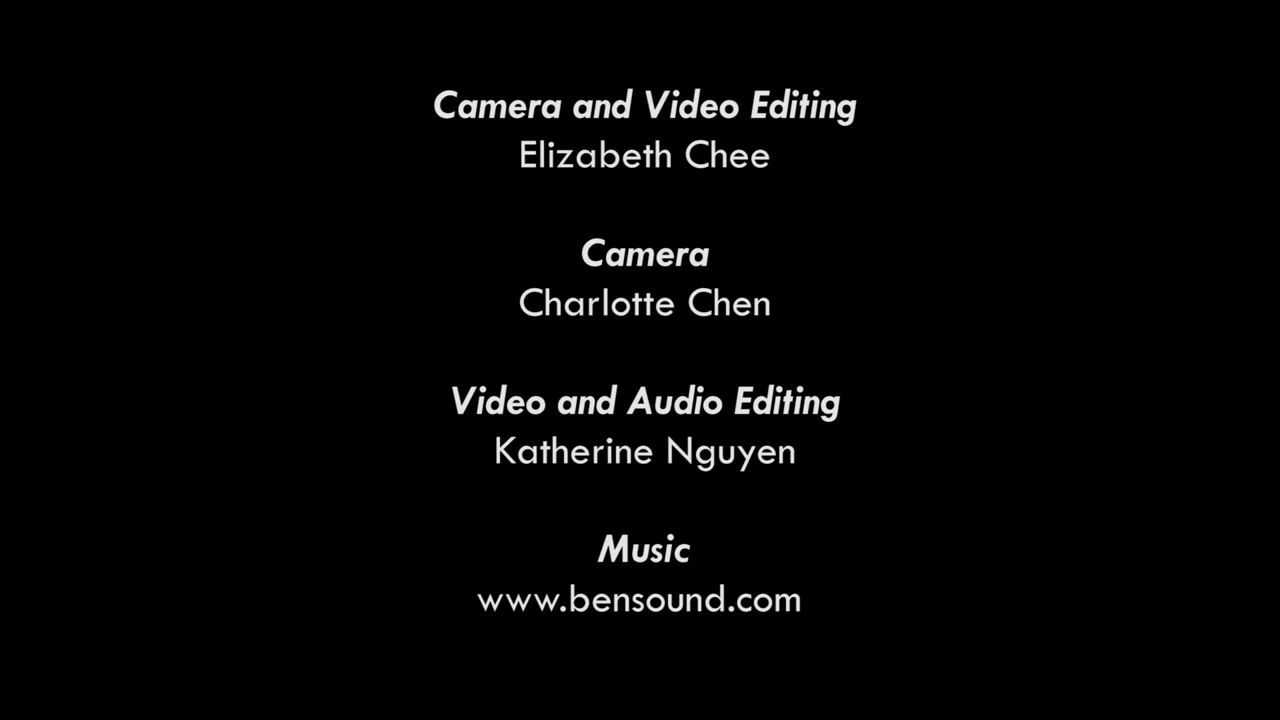 Camera and Video Editing
Elizabeth Chee
Camera
Charlotte Chen
Video and Audio Editing
Katherine Nguyen
Music
www.bensound.com